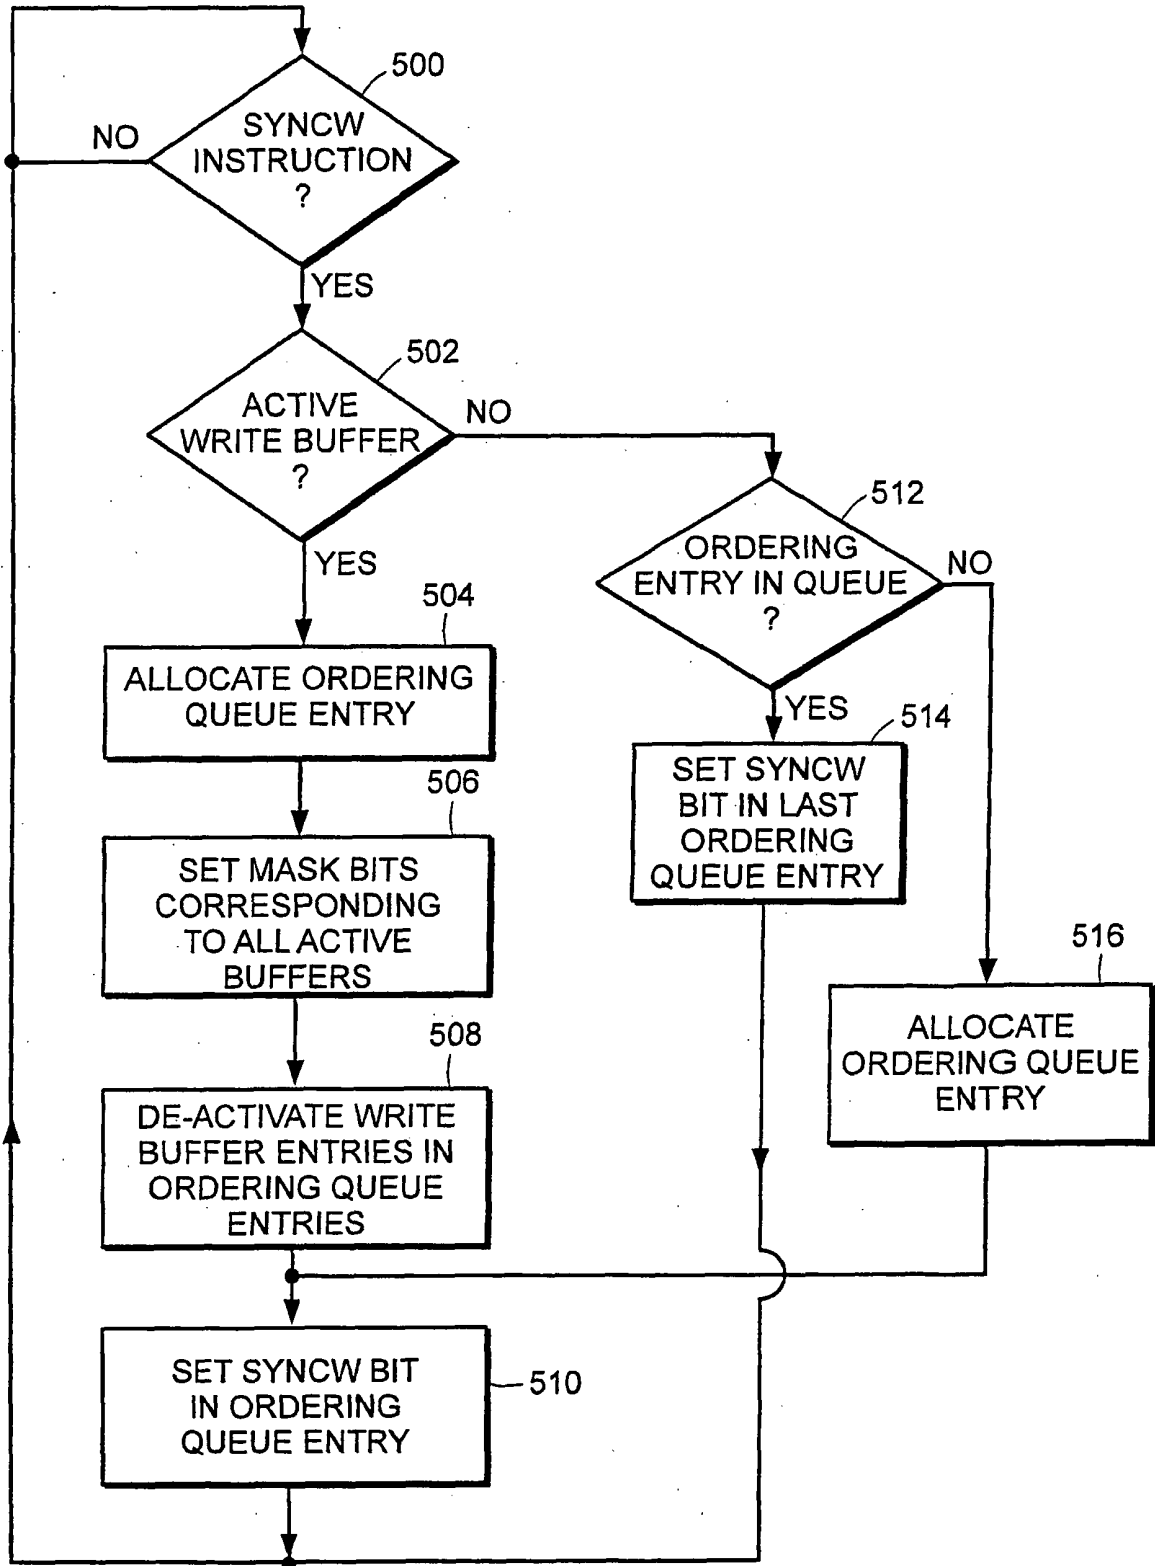 500
SYNCW
INSTRUCTION
?
NO
YES
502
ACTIVE
WRITE BUFFER
?
NO
YES
512
ORDERING
ENTRY IN QUEUE
?
NO
YES
504
ALLOCATE ORDERING
QUEUE ENTRY
514
SET SYNCW
BIT IN LAST
ORDERING
QUEUE ENTRY
506
SET MASK BITS
CORRESPONDING
TO ALL ACTIVE
BUFFERS
516
ALLOCATE
ORDERING QUEUE
ENTRY
508
DE-ACTIVATE WRITE
BUFFER ENTRIES IN
ORDERING QUEUE
ENTRIES
SET SYNCW BIT
IN ORDERING
QUEUE ENTRY
510